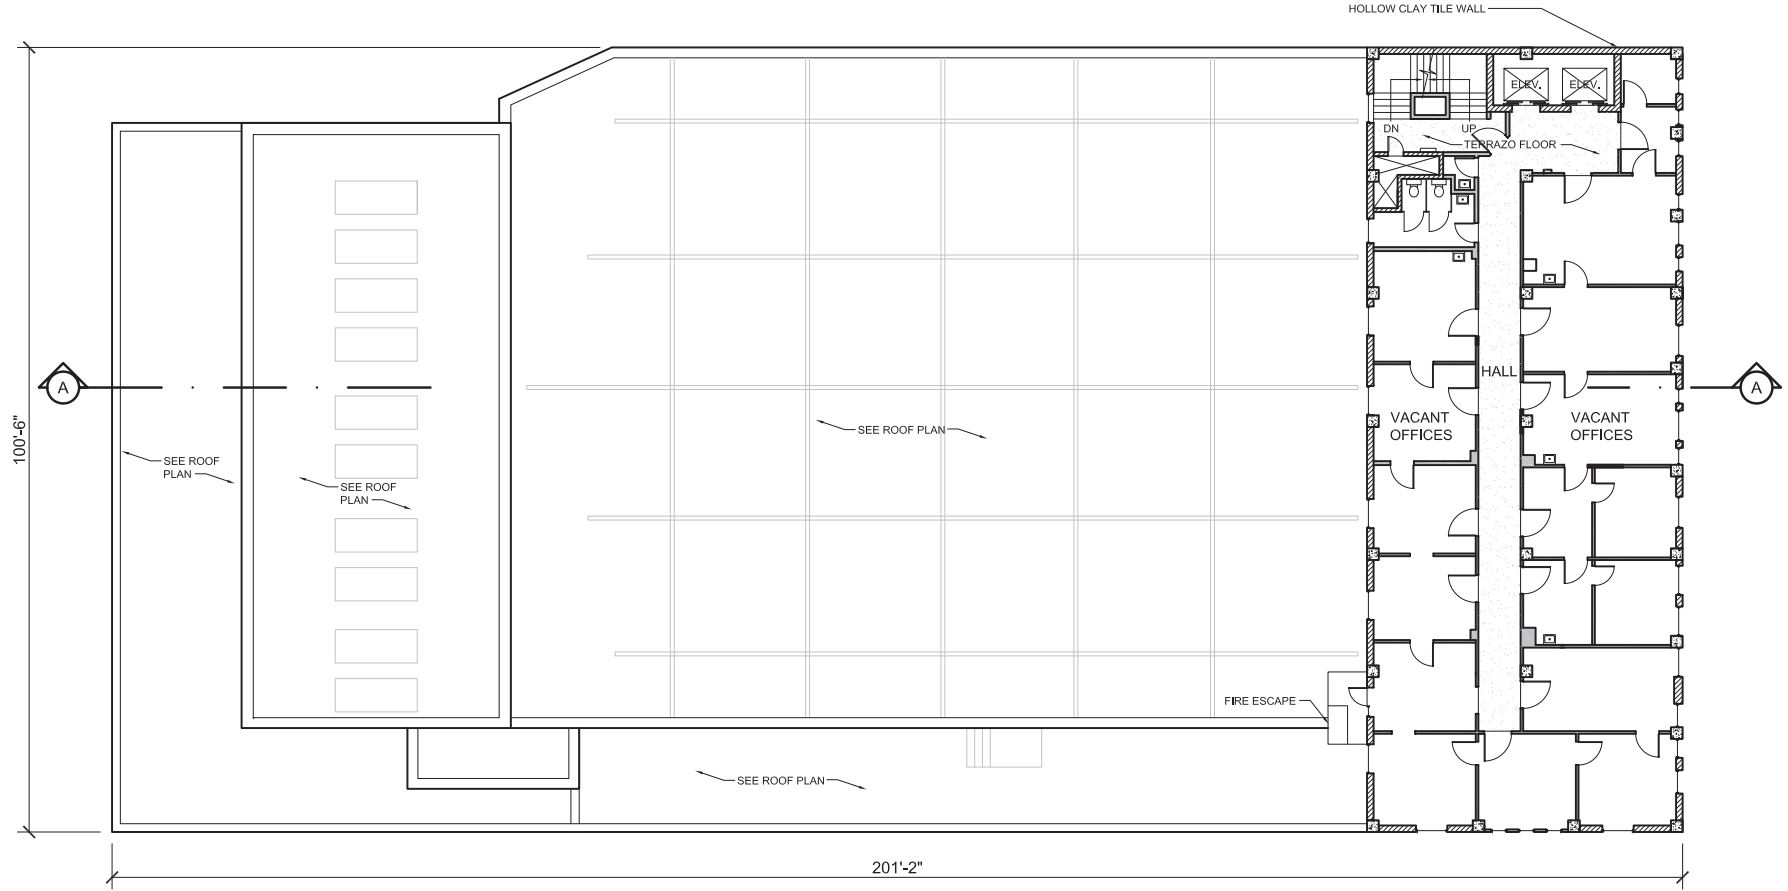 HOLLOW CLAY TILE WALL
ELEV.
ELEV.
DN
UP
TERRAZO FLOOR
100'-6"
A
HALL
A
VACANT
OFFICES
VACANT
OFFICES
SEE ROOF PLAN
SEE ROOF
PLAN
SEE ROOF
PLAN
FIRE ESCAPE
SEE ROOF PLAN
201'-2"